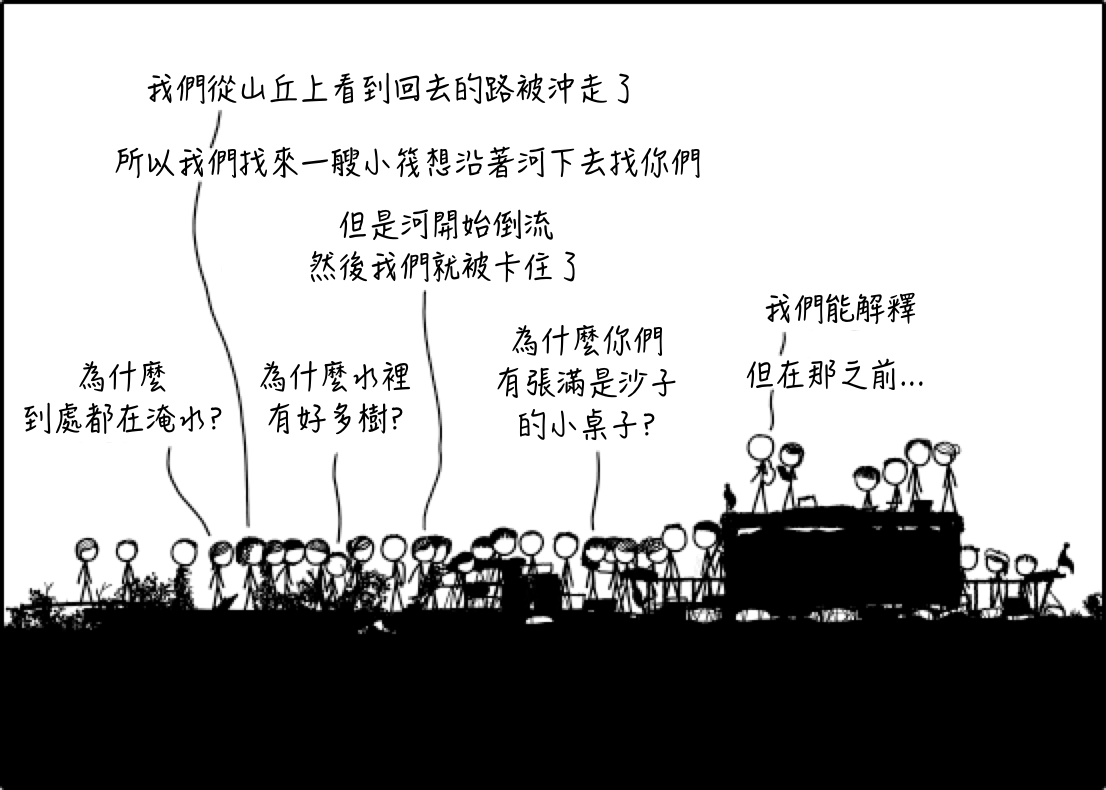 我們從山丘上看到回去的路被沖走了
所以我們找來一艘小筏想沿著河下去找你們
但是河開始倒流
然後我們就被卡住了
為什麼
到處都在淹水?
為什麼水裡
有好多樹?
為什麼你們
有張滿是沙子
的小桌子?
我們能解釋
但在那之前...